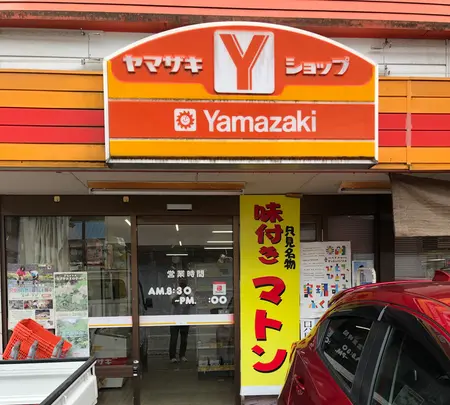 ヤマザキ Y ショップ
Yamazaki
只見名物
味付きマトン
営業時間
A.M.8:30
~P.M. :00